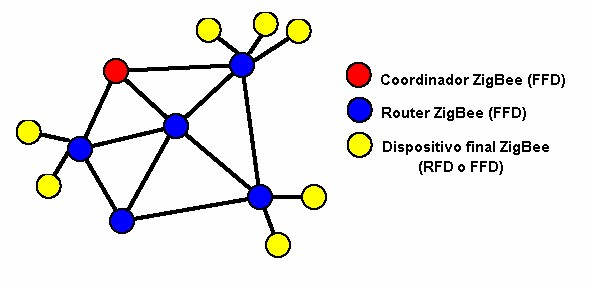 Coordinador ZigBee (FFD)
Router ZigBee (FFD)
Dispositivo final ZigBee
(RFD o FFD)